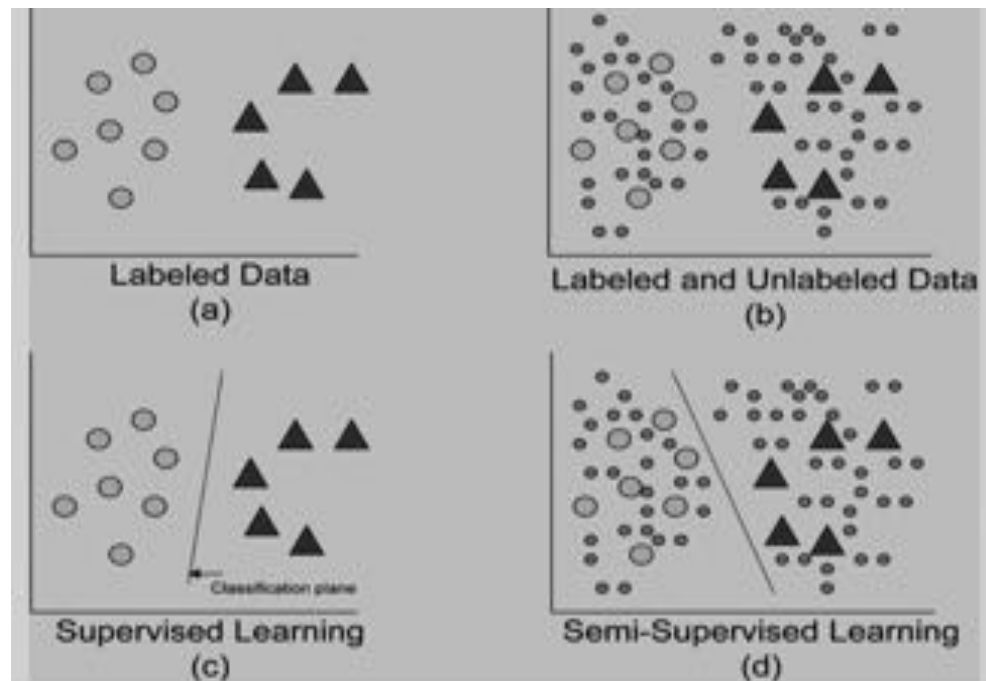 Labeled Data
(a)
Labeled and Unlabeled Data
(b)
Classification plane
Supervised Learning
(c)
Semi-Supervised Learning
(d)